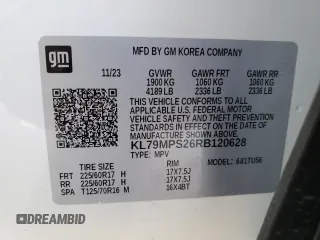 gm
MFD BY GM KOREA COMPANY
11/23 GVWR GAWR FRT GAWR RR
1900 KG 1060 KG 1060 KG
4189 LB 2336 LB 2336 LB
THIS VEHICLE CONFORMS TO ALL APPLICABLE
U.S. FEDERAL MOTOR VEHICLE SAFETY
AND THEFT PREVENTION STANDARDS IN
EFFECT ON THE DATE OF
MANUFACTURE SHOWN ABOVE.
KL79MPS26RB120628
TYPE: MPV MODEL: 6817U56
TIRE SIZE RIM
FRT 225/60R17 H 17X7.5J
RR 225/60R17 H 17X7.5J
T125/70R16 M 16X4BT
DREAMBID